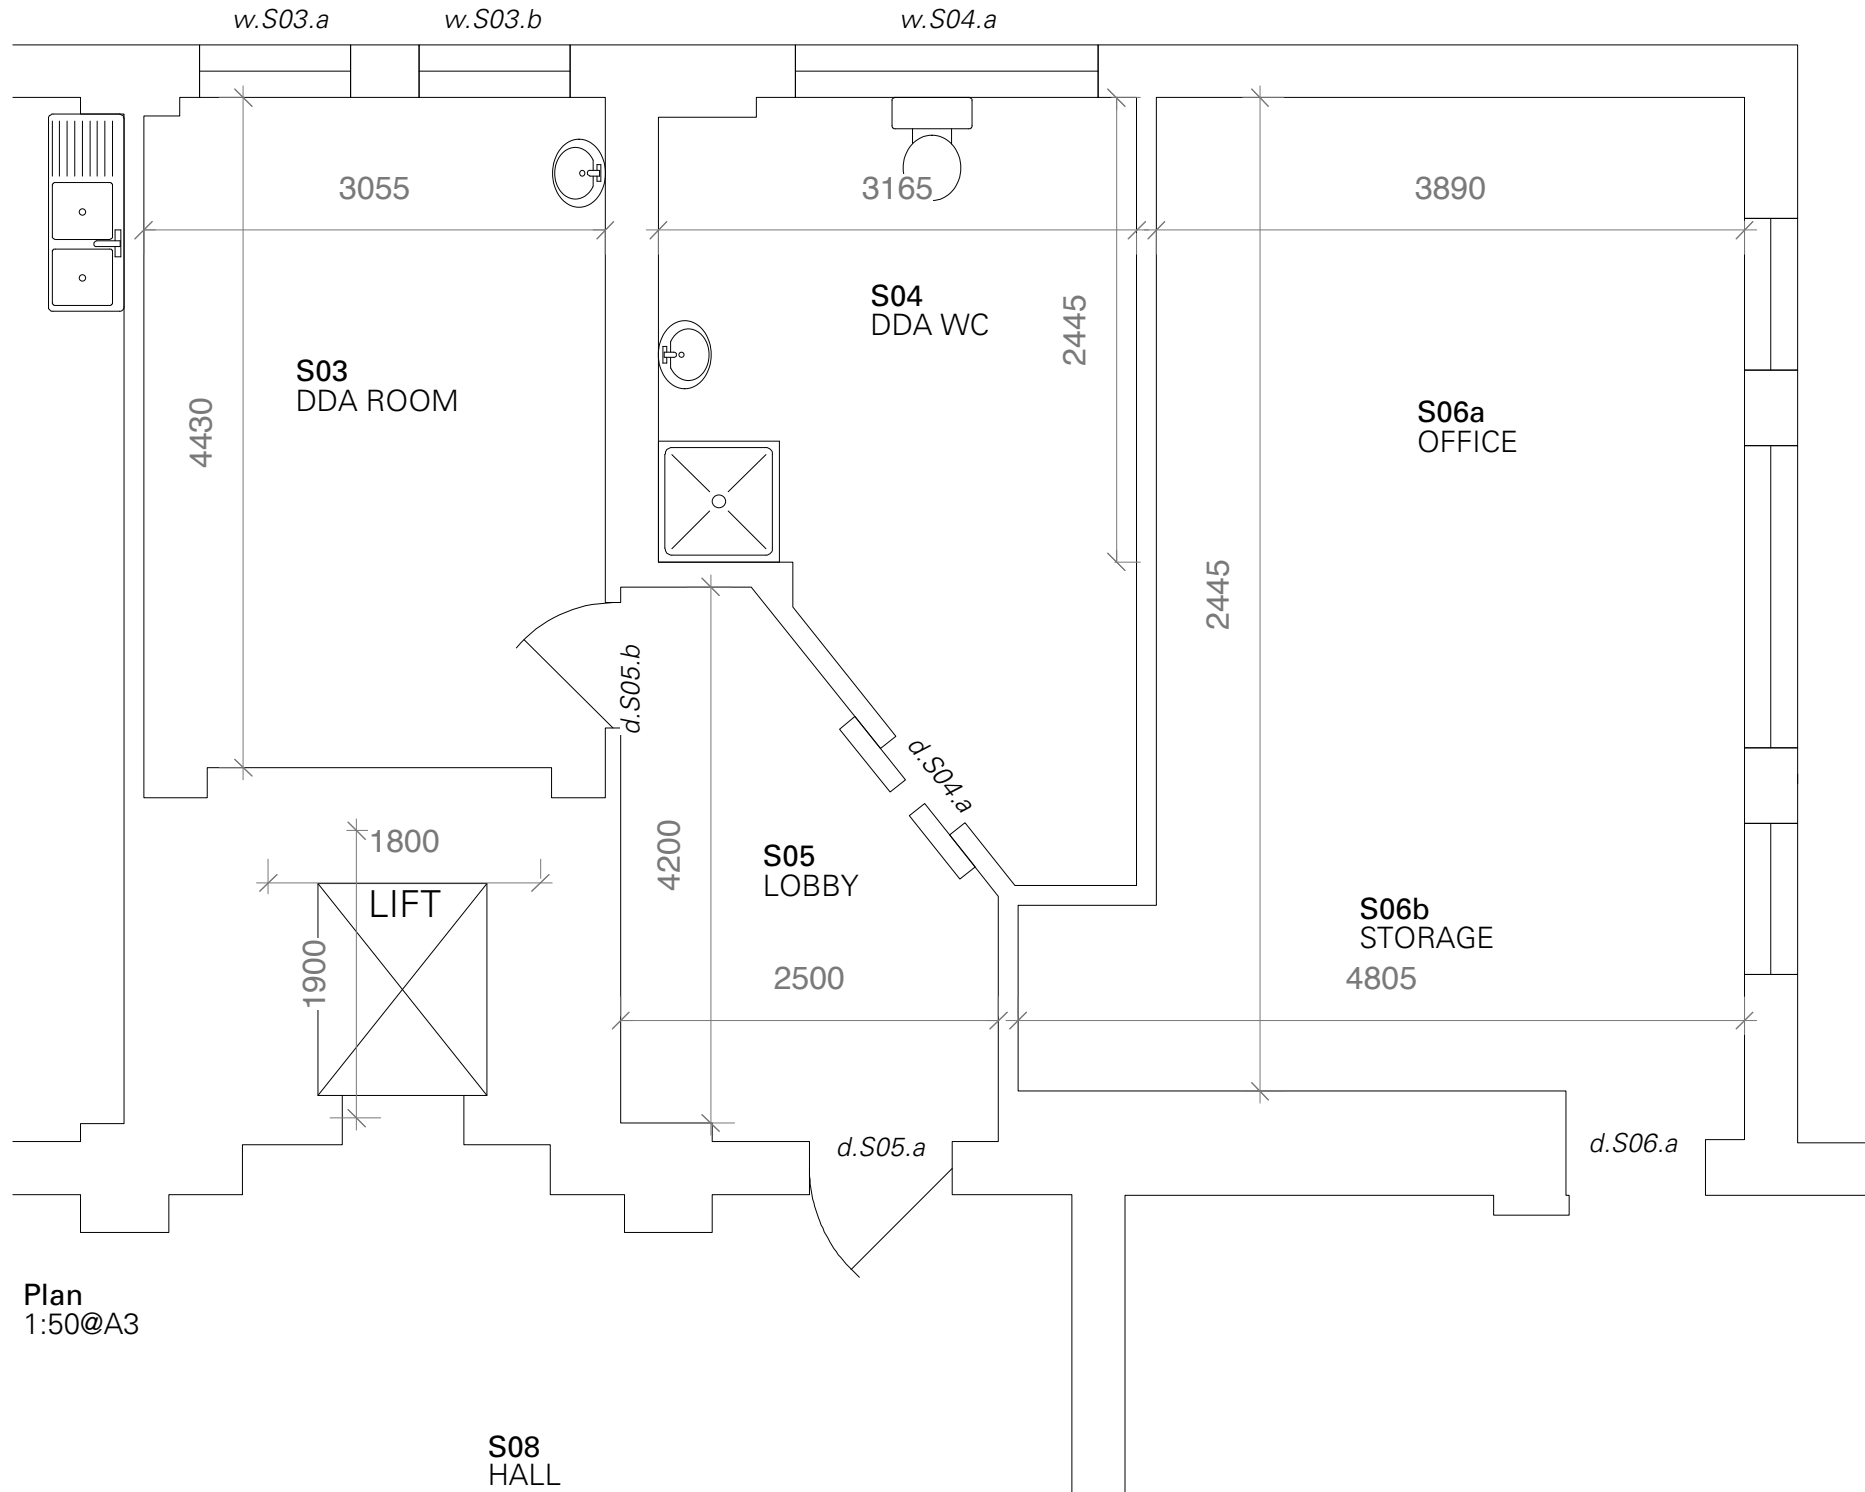 w.S03.a
w.S03.b
w.S04.a
3055
3165
3890
S04
DDA WC
2445
S03
DDA ROOM
4430
S06a
OFFICE
2445
d.S05.b
d.S04.a
1800
LIFT
4200
S05
LOBBY
S06b
STORAGE
1900
2500
4805
d.S05.a
d.S06.a
Plan
1:50@A3
S08
HALL